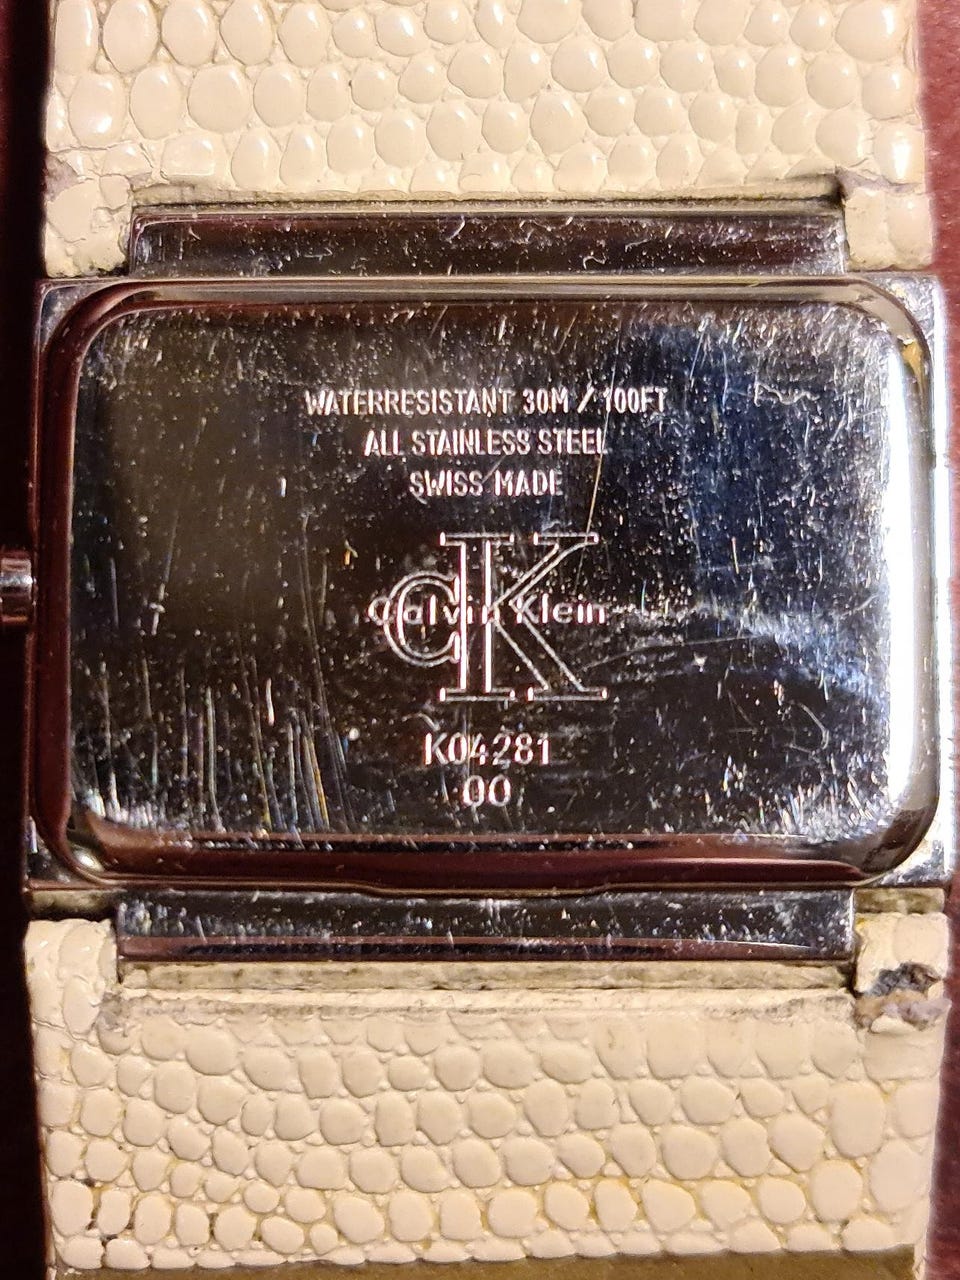 WATERRESISTANT 30M / 100FT
ALL STAINLESS STEEL
SWISS MADE
cK
Calvin Klein
K04281
00